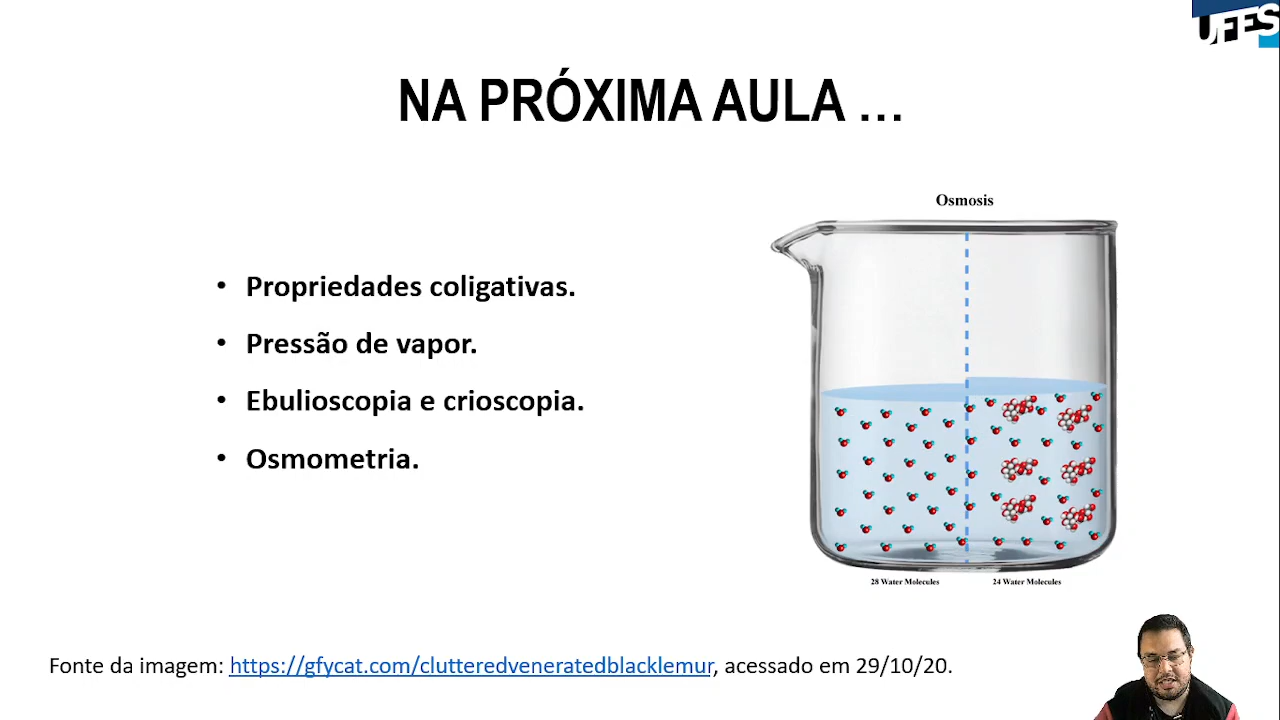 UFES
NA PRÓXIMA AULA ...
Osmosis
• Propriedades coligativas.
• Pressão de vapor.
• Ebulioscopia e crioscopia.
• Osmometria.
28 Water Molecules
24 Water Molecules
Fonte da imagem: https://gfycat.com/clutteredveneratedblacklemur, acessado em 29/10/20.